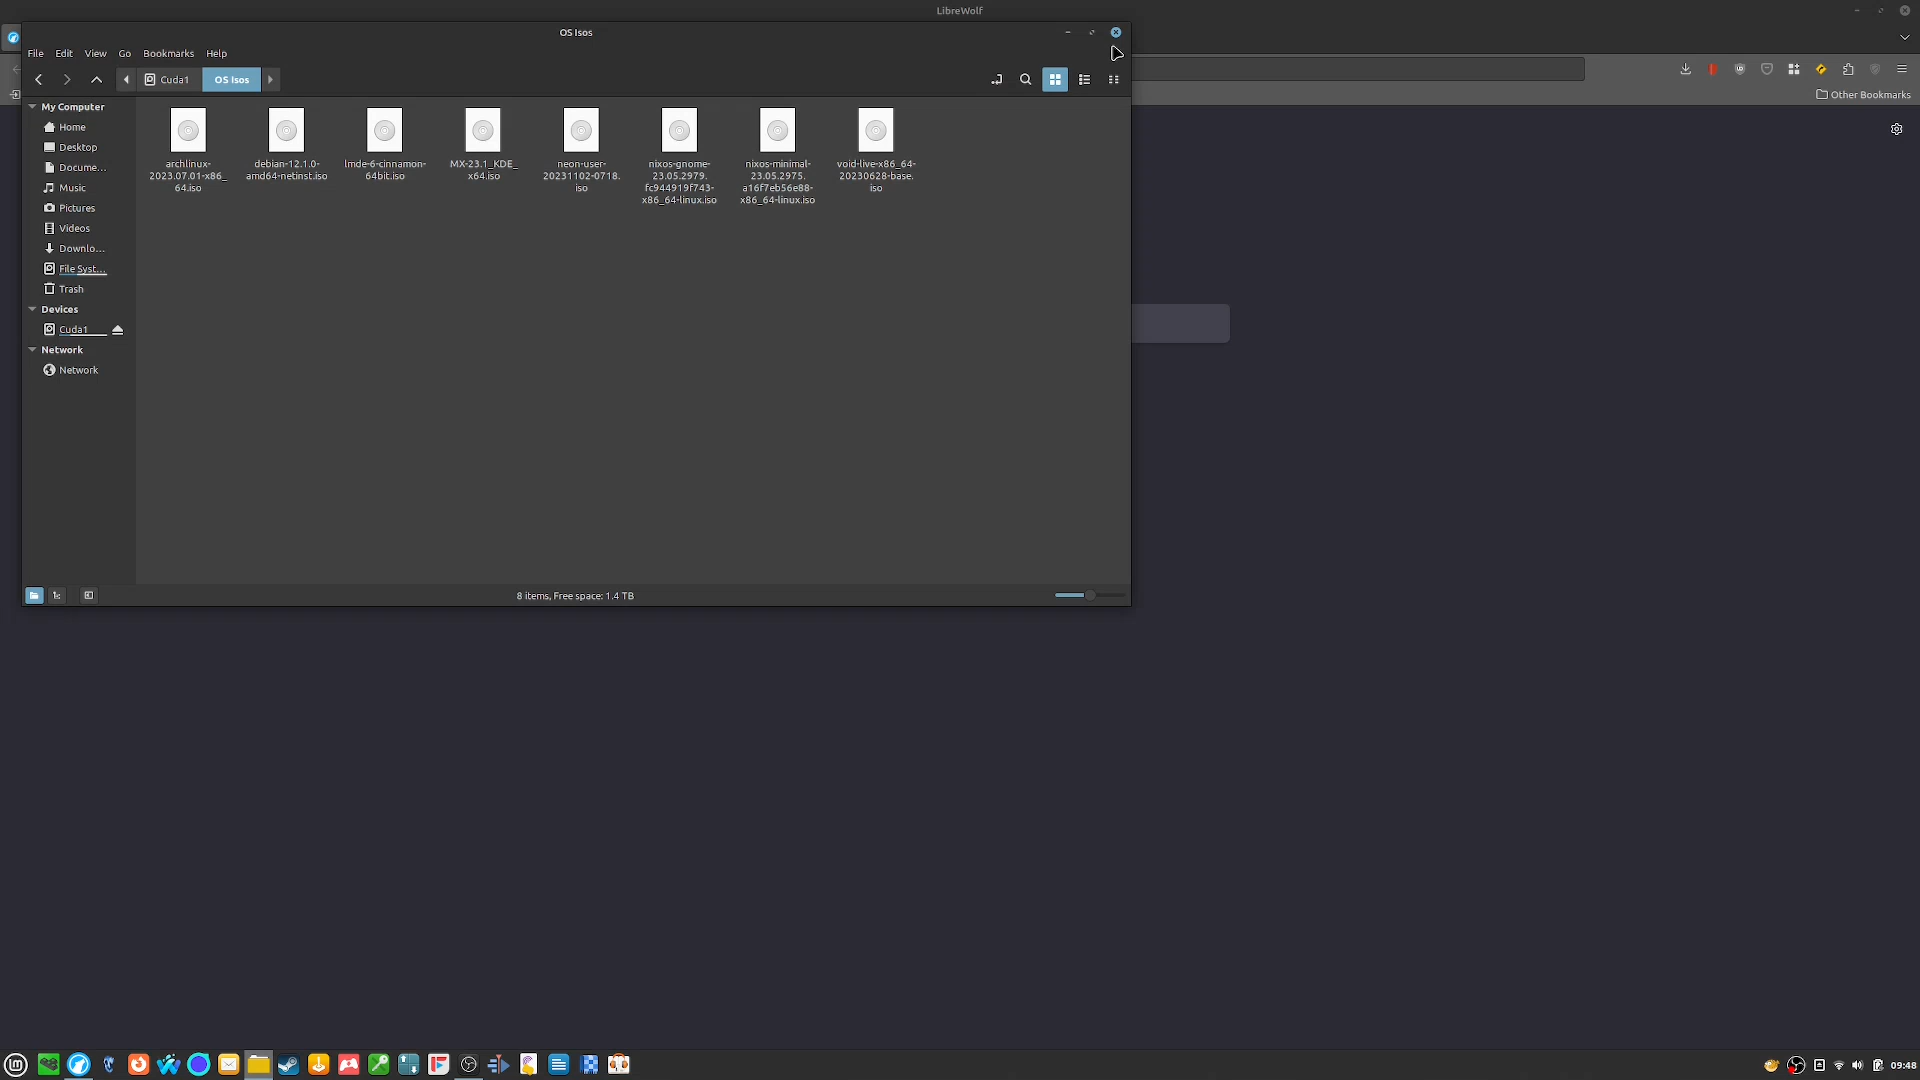 LibreWolf
OS Isos
File Edit View Go Bookmarks Help
Cuda1 OS Isos
Other Bookmarks
My Computer
Home
Desktop
Docume...
Music
Pictures
Videos
Downlo...
File Syst...
Trash
Devices
Cuda1
Network
Network
archlinux-
2023.07.01-x86_
64.iso
debian-12.1.0-
amd64-netinst.iso
lmde-6-cinnamon-
64bit.iso
MX-23.1_KDE_
x64.iso
neon-user-
20231102-0718.
iso
nixos-gnome-
23.05.2979.
fc944919f743-
x86_64-linux.iso
nixos-minimal-
23.05.2975.
a16f7eb56e88-
x86_64-linux.iso
void-live-x86_64-
20230628-base.
iso
8 items, Free space: 1.4 TB
09:48